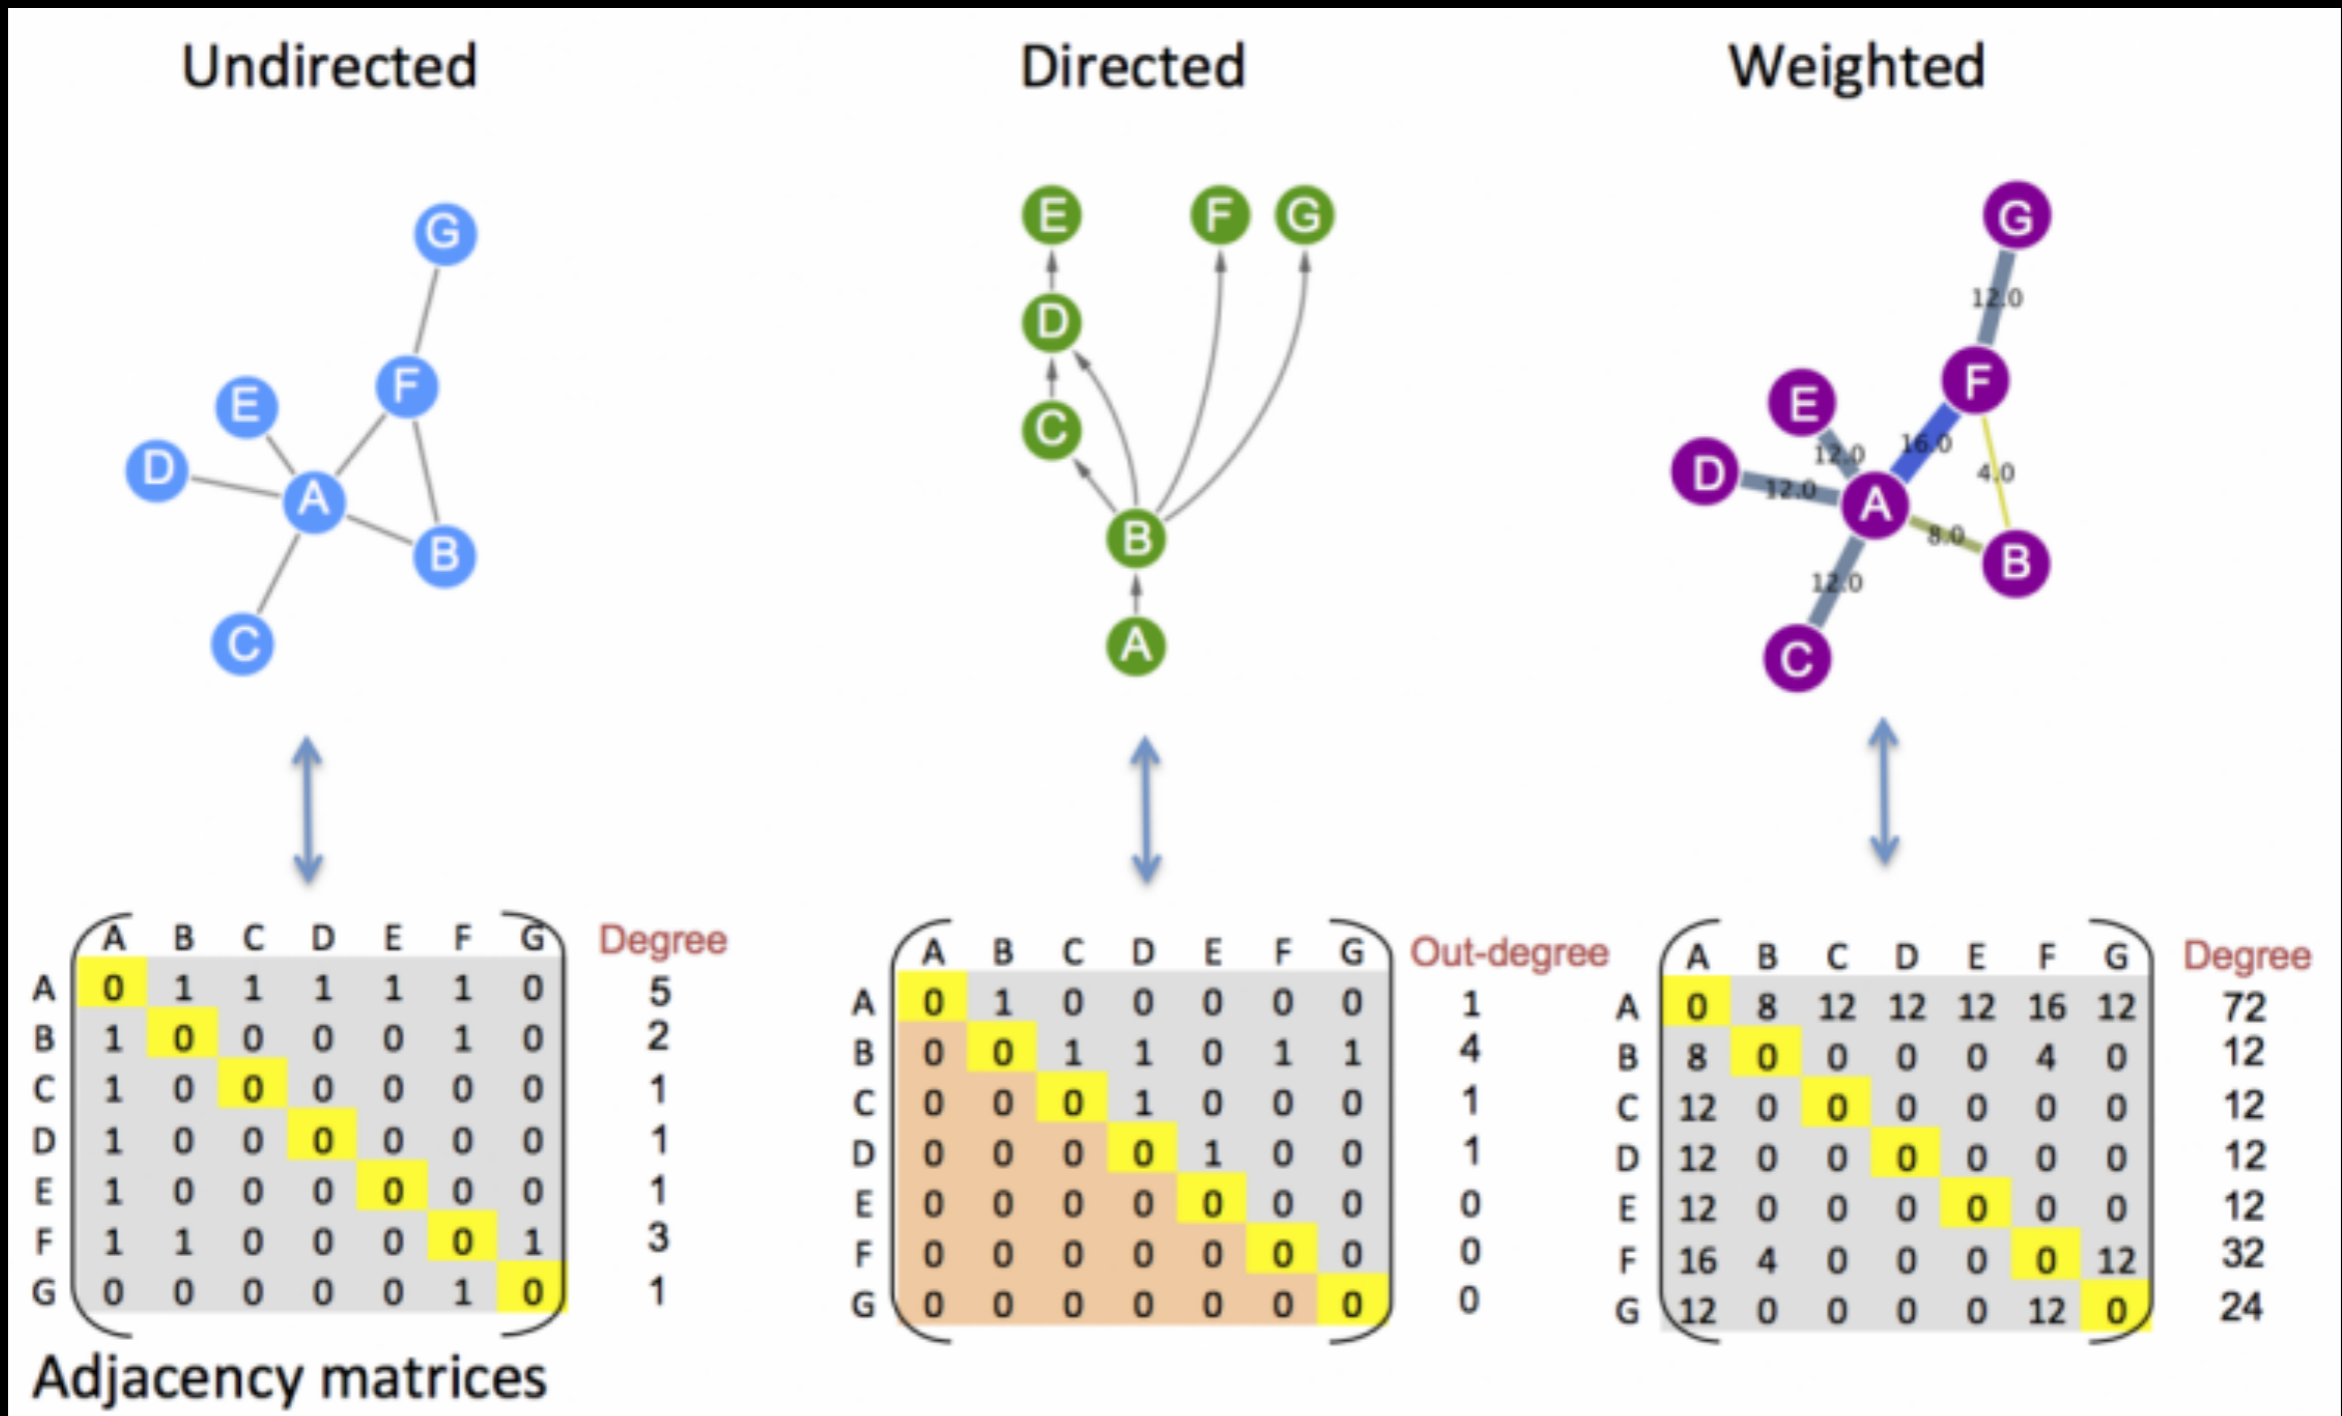 Undirected
Directed
Weighted
G
F
E
D
A
B
C
E
F
G
D
C
B
A
G
12.0
F
E
16.0
12.0
D
12.0
4.0
A
8.0
B
12.0
C
A B C D E F G Degree
A 0 1 1 1 1 1 0 5
B 1 0 0 0 0 1 0 2
C 1 0 0 0 0 0 0 1
D 1 0 0 0 0 0 0 1
E 1 0 0 0 0 0 0 1
F 1 1 0 0 0 0 1 3
G 0 0 0 0 0 1 0 1
A B C D E F G Out-degree
A 0 1 0 0 0 0 0 1
B 0 0 1 1 0 1 1 4
C 0 0 0 1 0 0 0 1
D 0 0 0 0 1 0 0 1
E 0 0 0 0 0 0 0 0
F 0 0 0 0 0 0 0 0
G 0 0 0 0 0 0 0 0
A B C D E F G Degree
A 0 8 12 12 12 16 12 72
B 8 0 0 0 0 4 0 12
C 12 0 0 0 0 0 0 12
D 12 0 0 0 0 0 0 12
E 12 0 0 0 0 0 0 12
F 16 4 0 0 0 0 12 32
G 12 0 0 0 0 12 0 24
Adjacency matrices